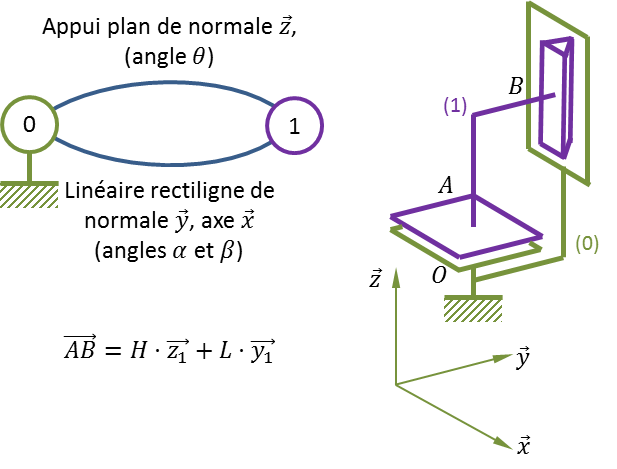 Appui plan de normale $\vec{z}$,
(angle $\theta$)
0
1
Linéaire rectiligne de
normale $\vec{y}$, axe $\vec{x}$
(angles $\alpha$ et $\beta$)
$\overrightarrow{AB} = H \cdot \overrightarrow{z_1} + L \cdot \overrightarrow{y_1}$
B
(1)
A
(0)
O
$\vec{z}$
$\vec{y}$
$\vec{x}$